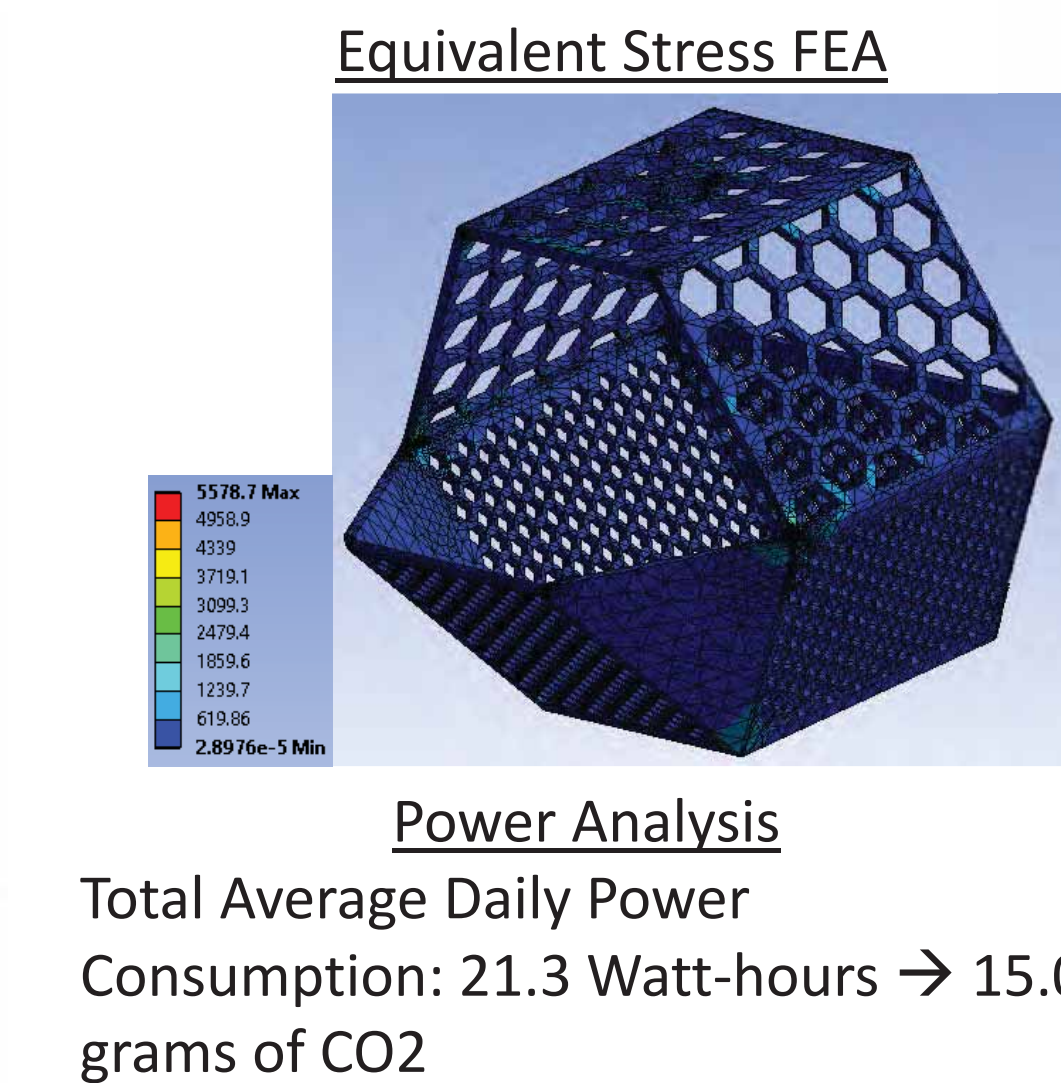 Equivalent Stress FEA
5578.7 Max
4958.9
4339
3719.1
3099.3
2479.4
1859.6
1239.7
619.86
2.8976e-5 Min
Power Analysis
Total Average Daily Power
Consumption: 21.3 Watt-hours → 15.
grams of CO2